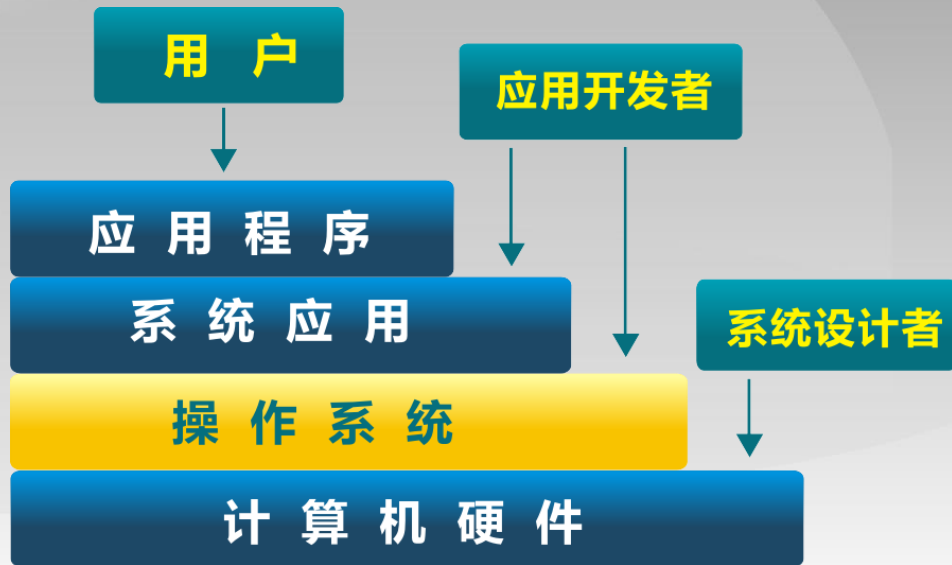 用 户
应用开发者
应 用 程 序
系 统 应 用
系统设计者
操 作 系 统
计 算 机 硬 件